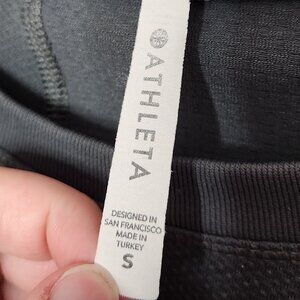 ATHLETA
DESIGNED IN
SAN FRANCISCO
MADE IN
TURKEY
S